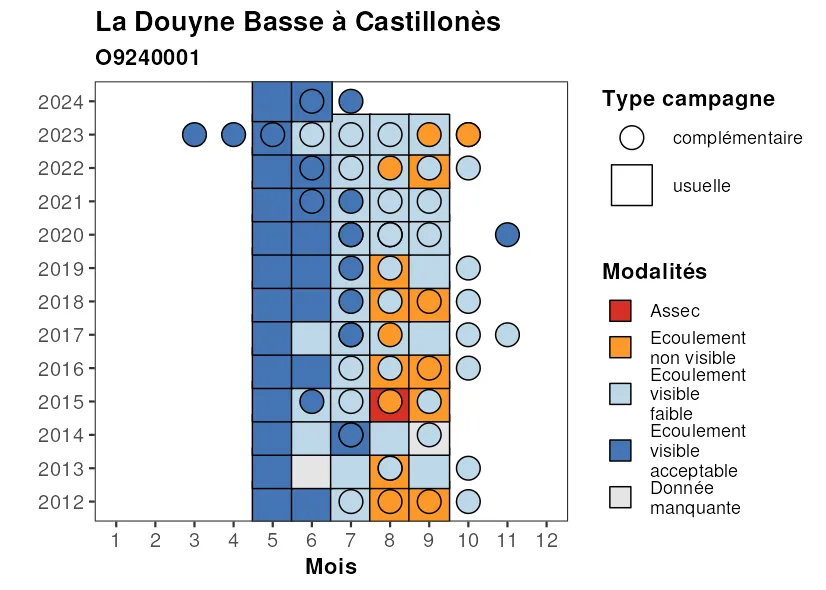 La Douyne Basse à Castillonès
O9240001
2024
2023
2022
2021
2020
2019
2018
2017
2016
2015
2014
2013
2012
1 2 3 4 5 6 7 8 9 10 11 12
Mois
Type campagne
complémentaire
usuelle
Modalités
Assec
Ecoulement
non visible
Ecoulement
visible
faible
Ecoulement
visible
acceptable
Donnée
manquante